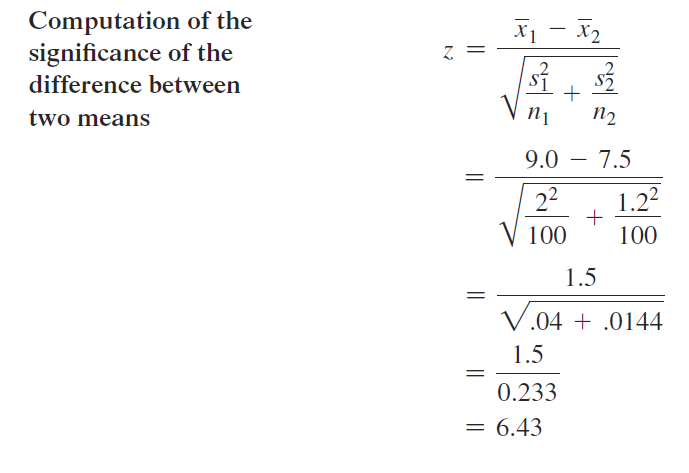 Computation of the
significance of the
difference between
two means
z = (x̄₁ − x̄₂) / √(s₁²/n₁ + s₂²/n₂)
= (9.0 − 7.5) / √(2²/100 + 1.2²/100)
= 1.5 / √(.04 + .0144)
= 1.5 / 0.233
= 6.43